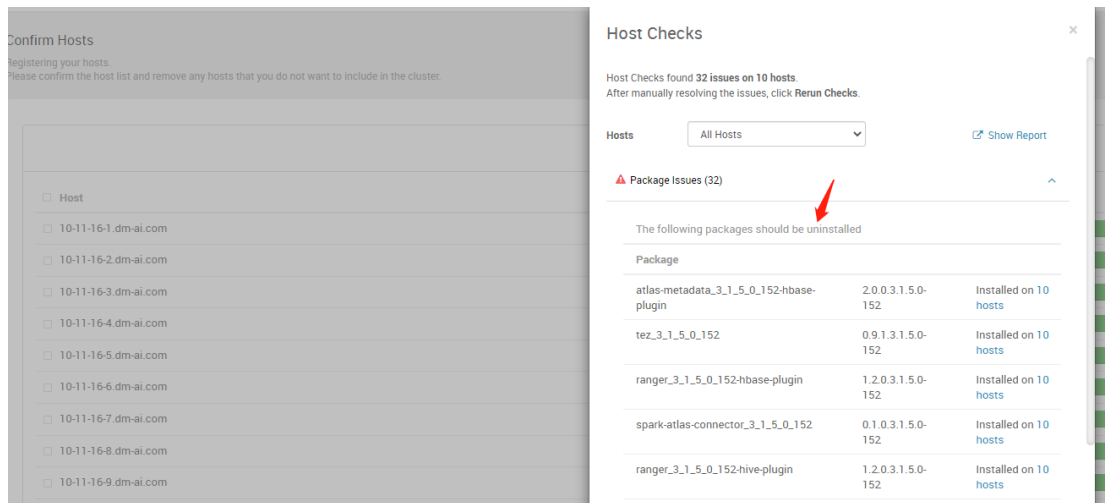 Confirm Hosts
Registering your hosts.
Please confirm the host list and remove any hosts that you do not want to include in the cluster.
Host
10-11-16-1.dm-ai.com
10-11-16-2.dm-ai.com
10-11-16-3.dm-ai.com
10-11-16-4.dm-ai.com
10-11-16-5.dm-ai.com
10-11-16-6.dm-ai.com
10-11-16-7.dm-ai.com
10-11-16-8.dm-ai.com
10-11-16-9.dm-ai.com
Host Checks
×
Host Checks found 32 issues on 10 hosts.
After manually resolving the issues, click Rerun Checks.
Hosts All Hosts Show Report
Package Issues (32)
The following packages should be uninstalled
Package
atlas-metadata_3_1_5_0_152-hbase- 2.0.0.3.1.5.0- Installed on 10
plugin 152 hosts
tez_3_1_5_0_152 0.9.1.3.1.5.0- Installed on 10
152 hosts
ranger_3_1_5_0_152-hbase-plugin 1.2.0.3.1.5.0- Installed on 10
152 hosts
spark-atlas-connector_3_1_5_0_152 0.1.0.3.1.5.0- Installed on 10
152 hosts
ranger_3_1_5_0_152-hive-plugin 1.2.0.3.1.5.0- Installed on 10
152 hosts